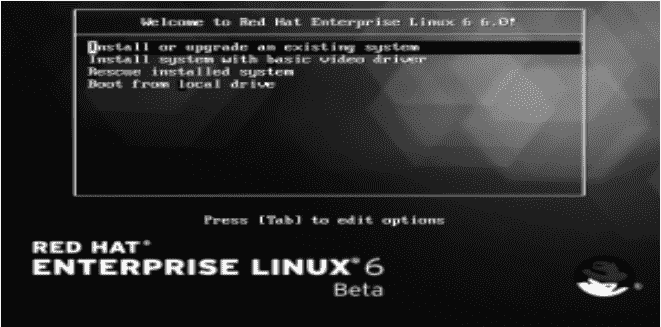 Welcome to Red Hat Enterprise Linux 6 6.0!
Install or upgrade an existing system
Install system with basic video driver
Rescue installed system
Boot from local drive
Press [Tab] to edit options
RED HAT®
ENTERPRISE LINUX® 6
Beta
®